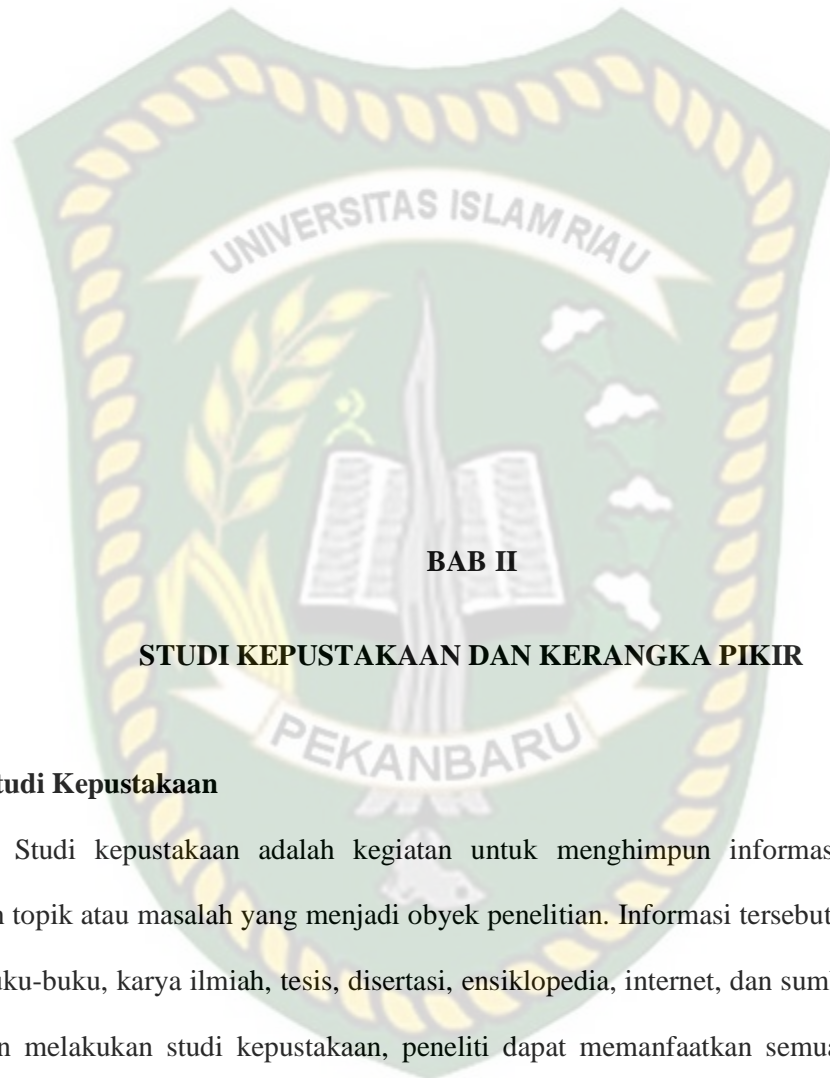 UNIVERSITAS ISLAM RIAU
BAB II
STUDI KEPUSTAKAAN DAN KERANGKA PIKIR
PEKANBARU
tudi Kepustakaan
Studi kepustakaan adalah kegiatan untuk menghimpun informas
n topik atau masalah yang menjadi obyek penelitian. Informasi tersebut
uku-buku, karya ilmiah, tesis, disertasi, ensiklopedia, internet, dan sumb
n melakukan studi kepustakaan, peneliti dapat memanfaatkan semua